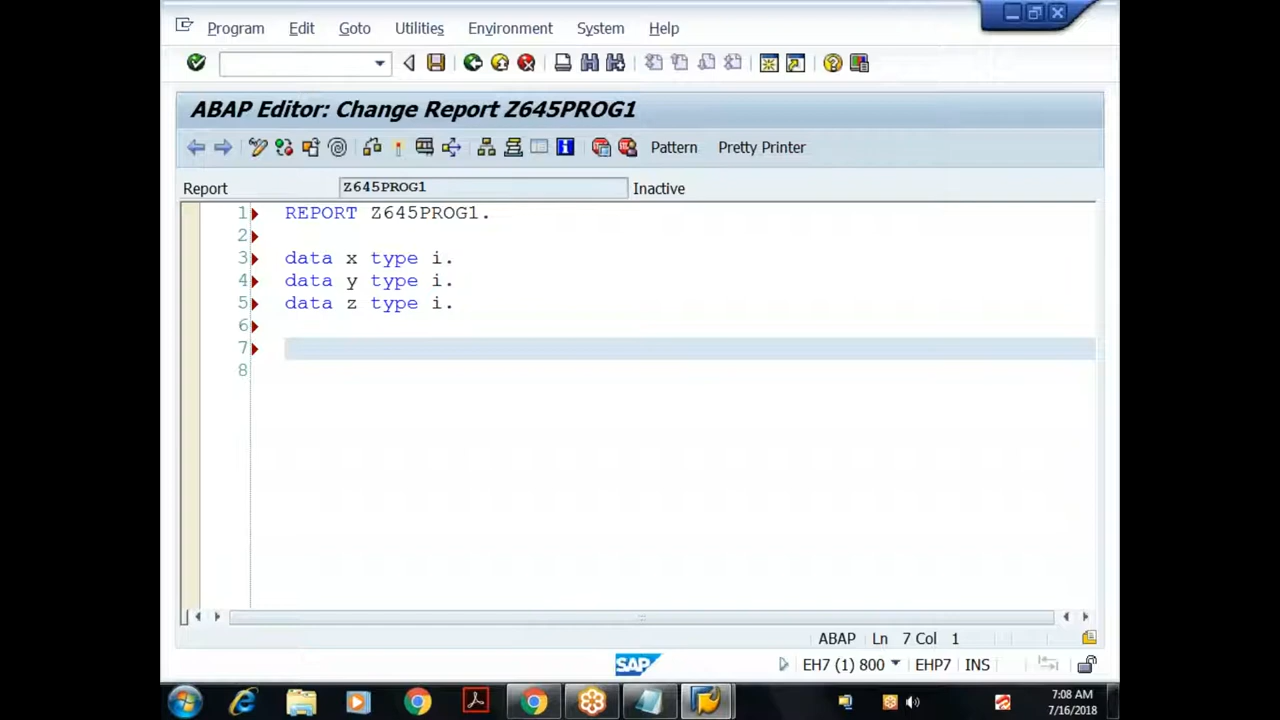 Program Edit Goto Utilities Environment System Help
ABAP Editor: Change Report Z645PROG1
Pattern Pretty Printer
Report Z645PROG1 Inactive
1 REPORT Z645PROG1.
2
3 data x type i.
4 data y type i.
5 data z type i.
6
7
8
ABAP Ln 7 Col 1
SAP EH7 (1) 800 EHP7 INS
7:08 AM
7/16/2018